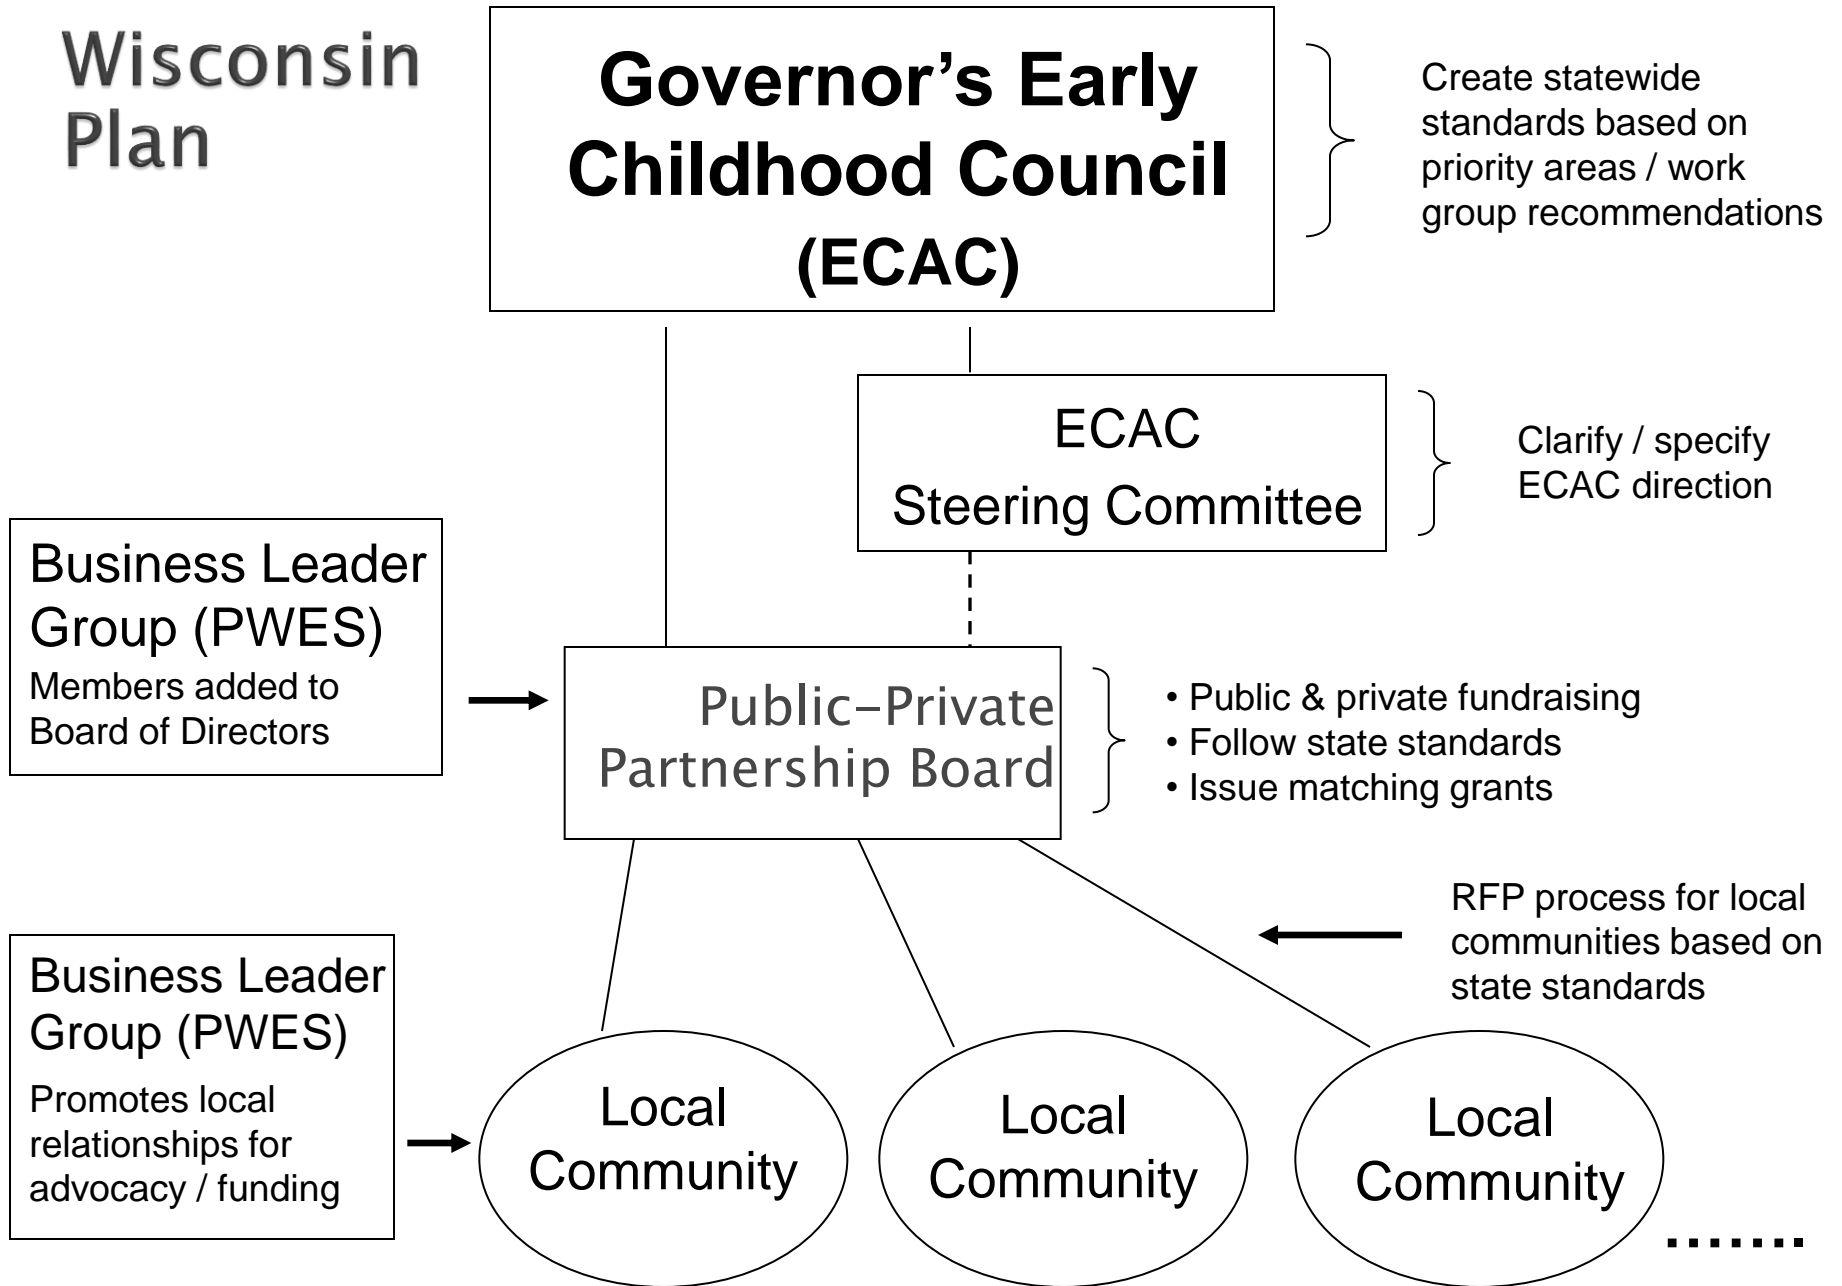 Wisconsin
Plan
Governor’s Early
Childhood Council
(ECAC)
Create statewide
standards based on
priority areas / work
group recommendations
ECAC
Steering Committee
Clarify / specify
ECAC direction
Business Leader
Group (PWES)
Members added to
Board of Directors
Public–Private
Partnership Board
• Public & private fundraising
• Follow state standards
• Issue matching grants
RFP process for local
communities based on
state standards
Business Leader
Group (PWES)
Promotes local
relationships for
advocacy / funding
Local
Community
Local
Community
Local
Community
.......